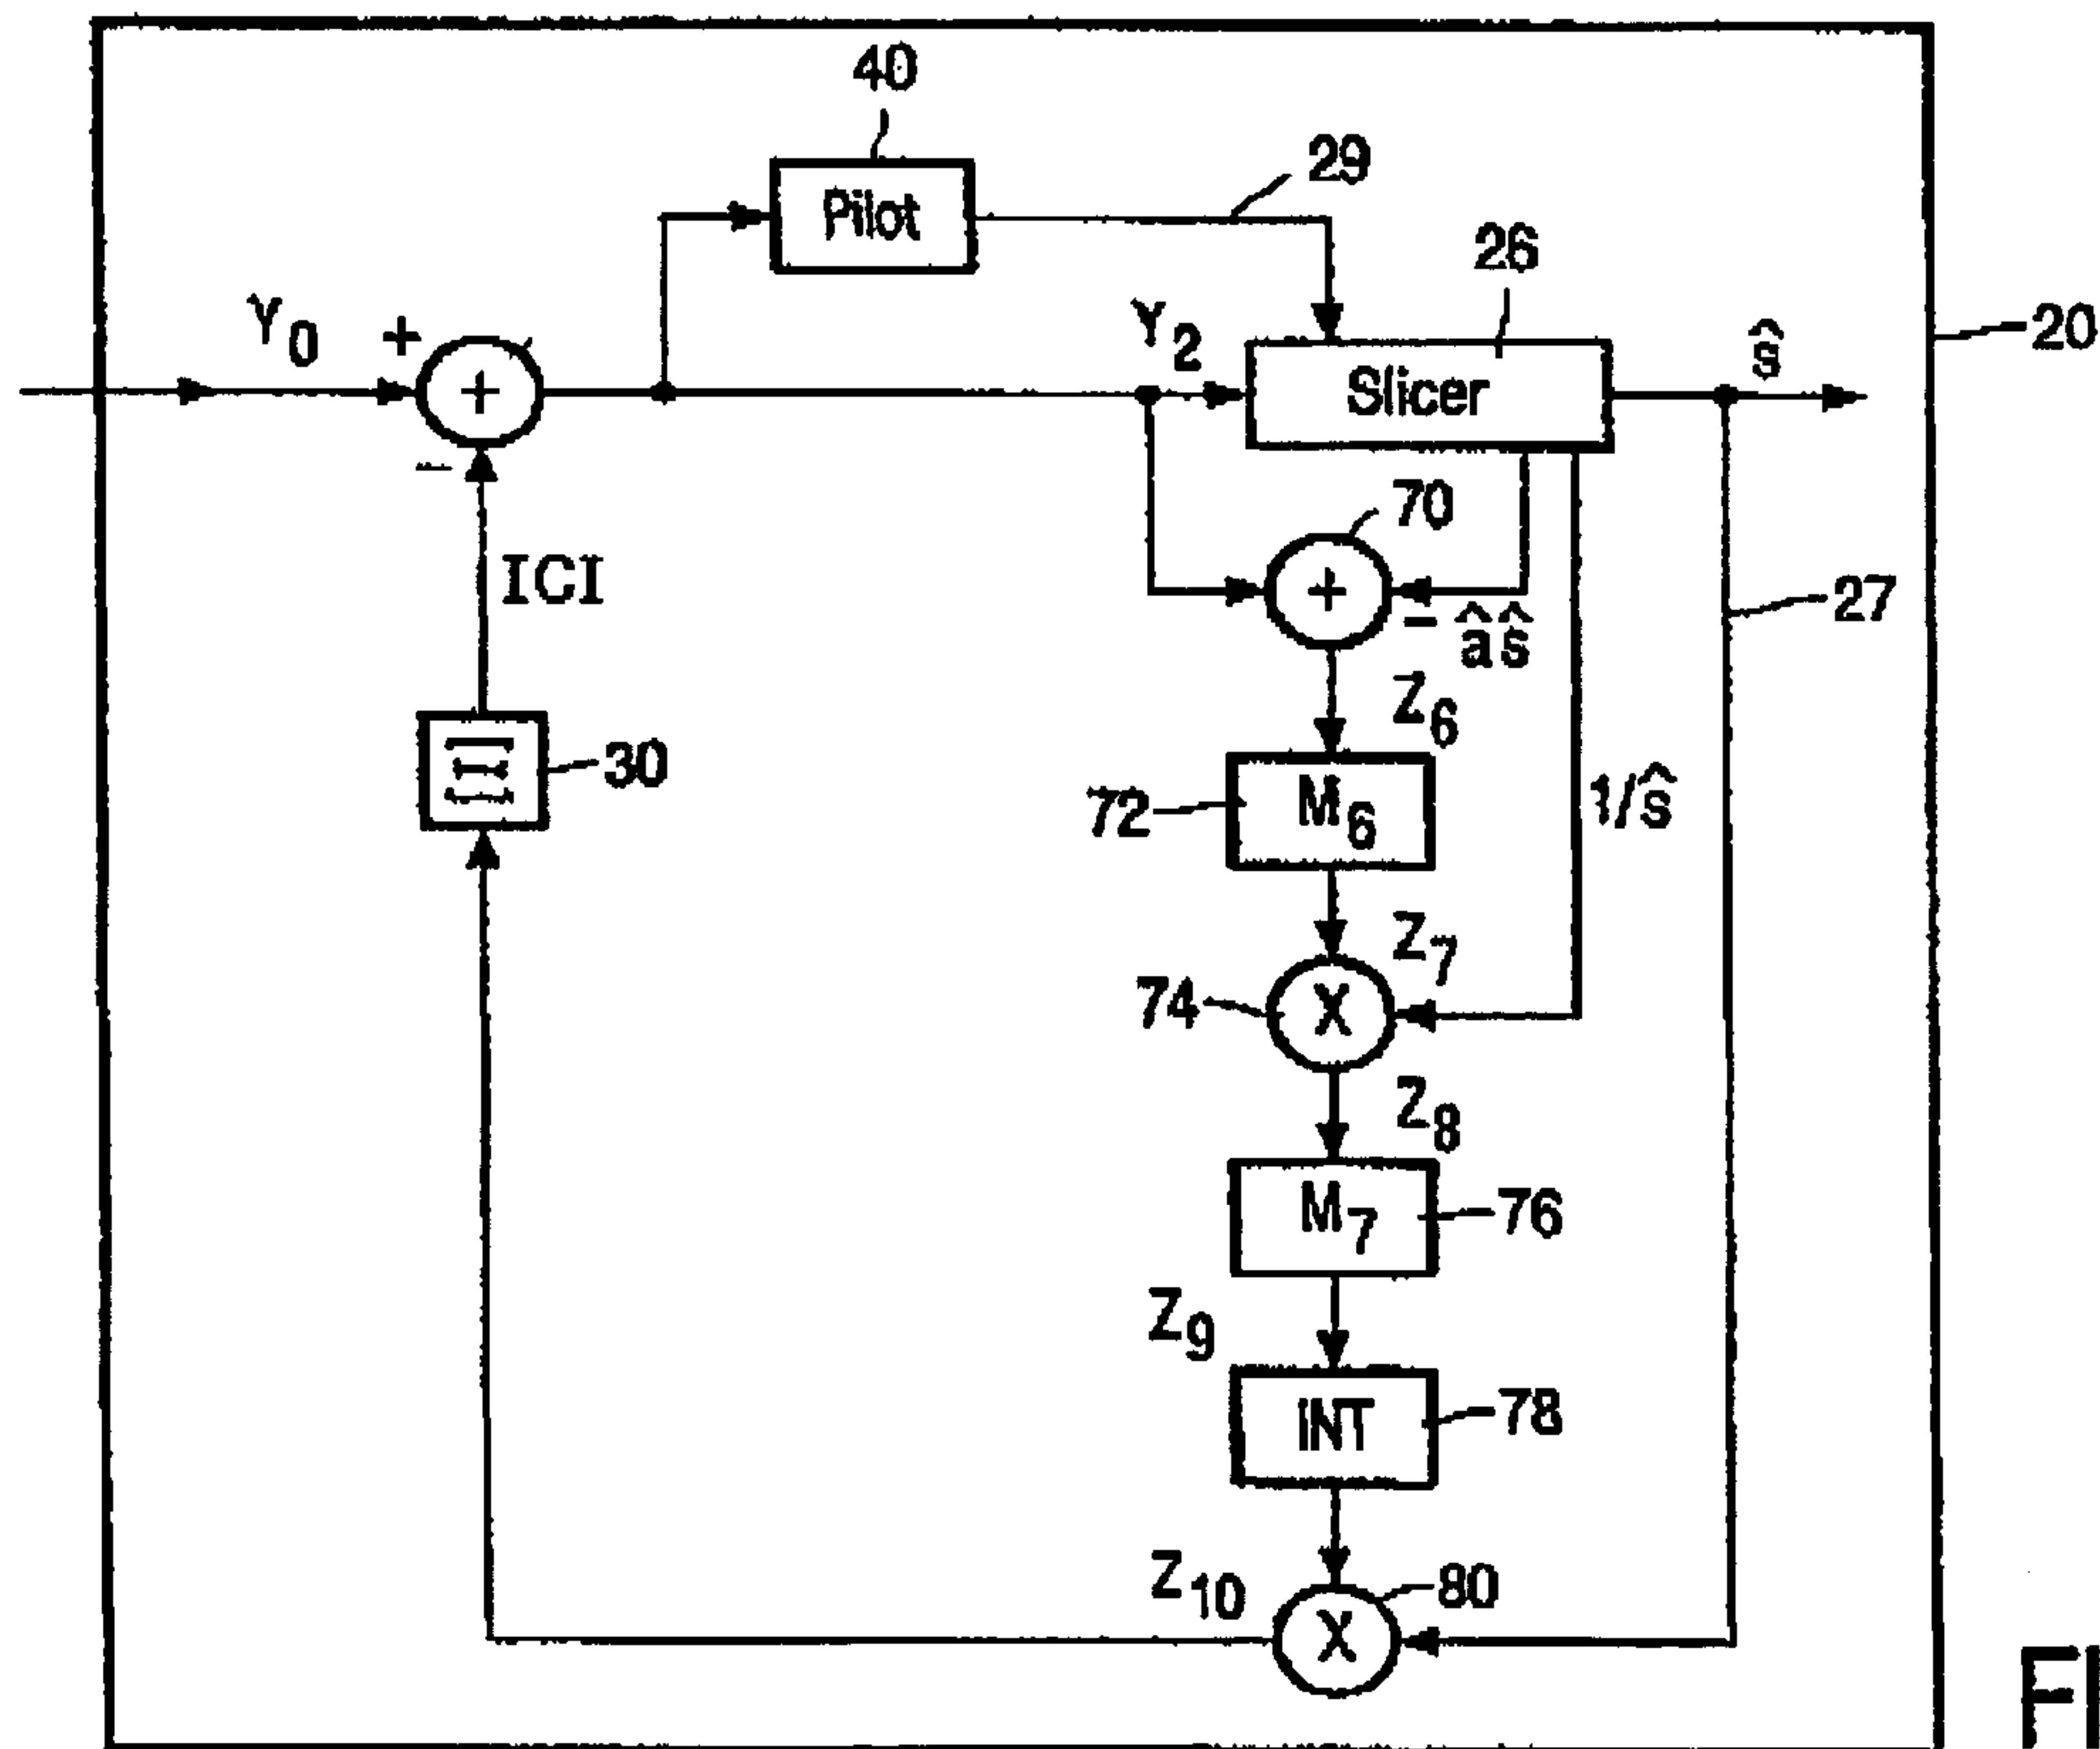 40
Pilot
29
26
Y0 +
Y2
ŝ
20
+
Slicer
-
70
ICI
+
- âŝ
27
Z6
Ξ
30
72
M6
1/ŝ
Z7
74
X
Z8
M7
76
Z9
INT
78
Z10
80
X